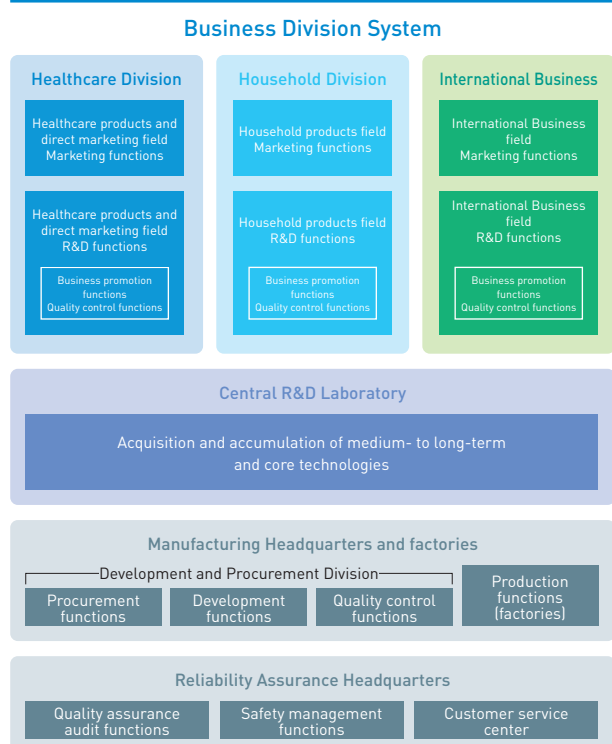 Business Division System
Healthcare Division
Healthcare products and
direct marketing field
Marketing functions
Healthcare products and
direct marketing field
R&D functions
Business promotion
functions
Quality control functions
Household Division
Household products field
Marketing functions
Household products field
R&D functions
Business promotion
functions
Quality control functions
International Business
International Business
field
Marketing functions
International Business
field
R&D functions
Business promotion
functions
Quality control functions
Central R&D Laboratory
Acquisition and accumulation of medium- to long-term
and core technologies
Manufacturing Headquarters and factories
Development and Procurement Division
Procurement
functions
Development
functions
Quality control
functions
Production
functions
(factories)
Reliability Assurance Headquarters
Quality assurance
audit functions
Safety management
functions
Customer service
center